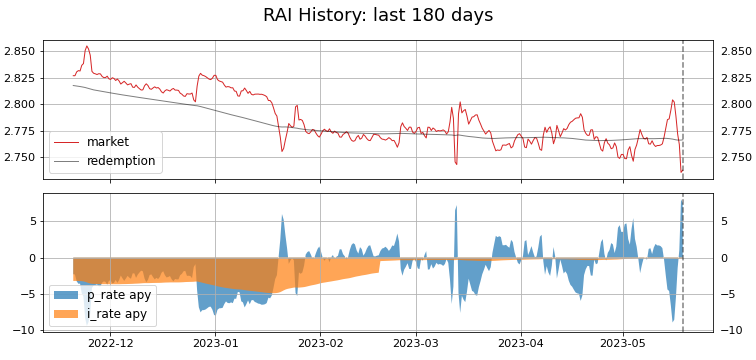 RAI History: last 180 days
2.850 2.850
2.825 2.825
2.800 2.800
2.775 2.775
2.750 2.750
market
redemption
5 5
0 0
−5 −5
−10 −10
p_rate apy
i_rate apy
2022-12 2023-01 2023-02 2023-03 2023-04 2023-05